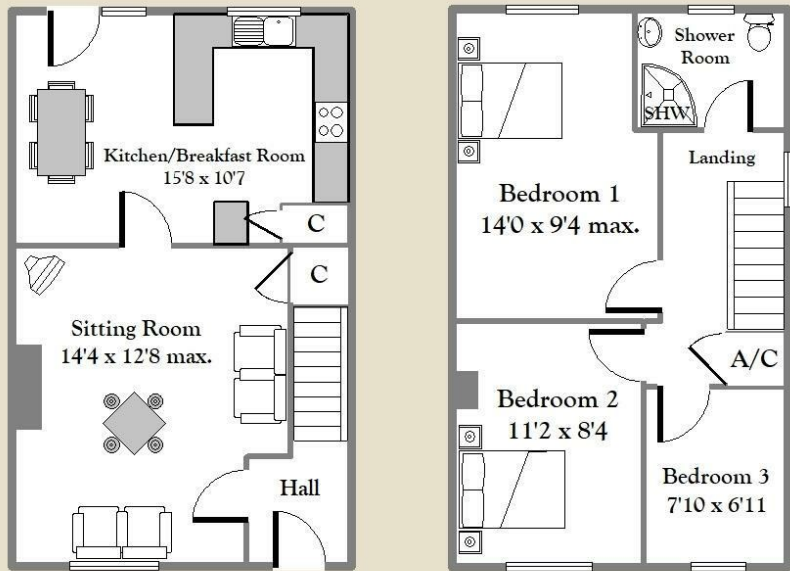 Kitchen/Breakfast Room
15'8 x 10'7
C
C
Sitting Room
14'4 x 12'8 max.
Hall
Shower
Room
SHW
Landing
Bedroom 1
14'0 x 9'4 max.
A/C
Bedroom 2
11'2 x 8'4
Bedroom 3
7'10 x 6'11